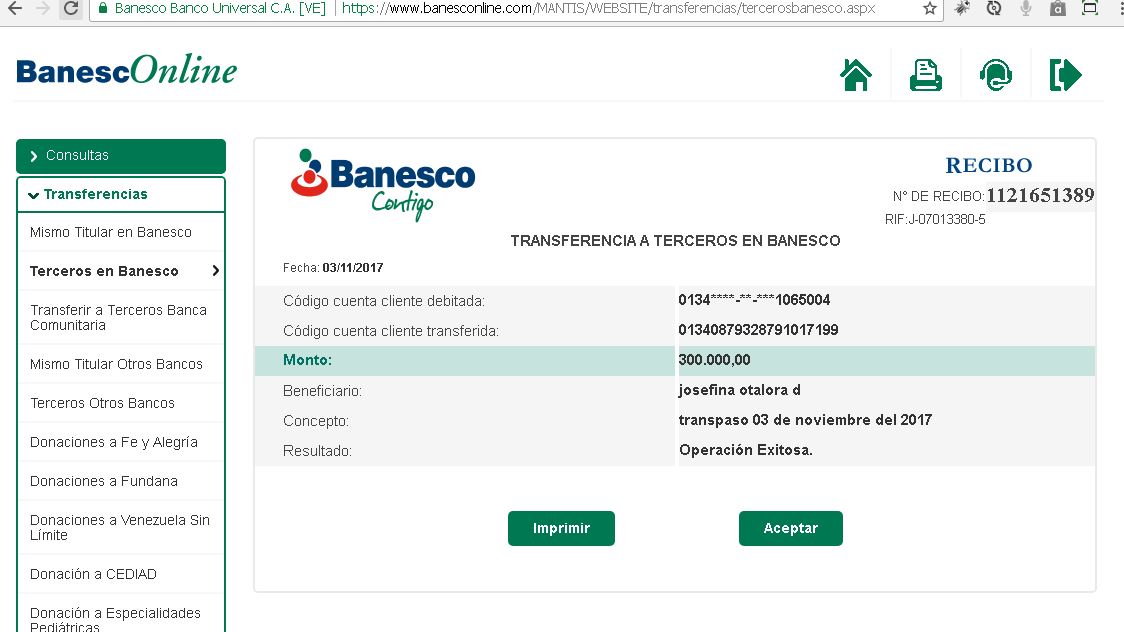 Banesco Banco Universal C.A. [VE] https://www.banesconline.com/MANTIS/WEBSITE/transferencias/tercerosbanesco.aspx
BanescOnline
Consultas
Transferencias
Mismo Titular en Banesco
Terceros en Banesco
Transferir a Terceros Banca
Comunitaria
Mismo Titular Otros Bancos
Terceros Otros Bancos
Donaciones a Fe y Alegría
Donaciones a Fundana
Donaciones a Venezuela Sin
Límite
Donación a CEDIAD
Donación a Especialidades
Pediátricas
Banesco
Contigo
RECIBO
N° DE RECIBO: 1121651389
RIF:J-07013380-5
TRANSFERENCIA A TERCEROS EN BANESCO
Fecha: 03/11/2017
Código cuenta cliente debitada: 0134****-**-***1065004
Código cuenta cliente transferida: 01340879328791017199
Monto: 300.000,00
Beneficiario: josefina otalora d
Concepto: transpaso 03 de noviembre del 2017
Resultado: Operación Exitosa.
Imprimir Aceptar